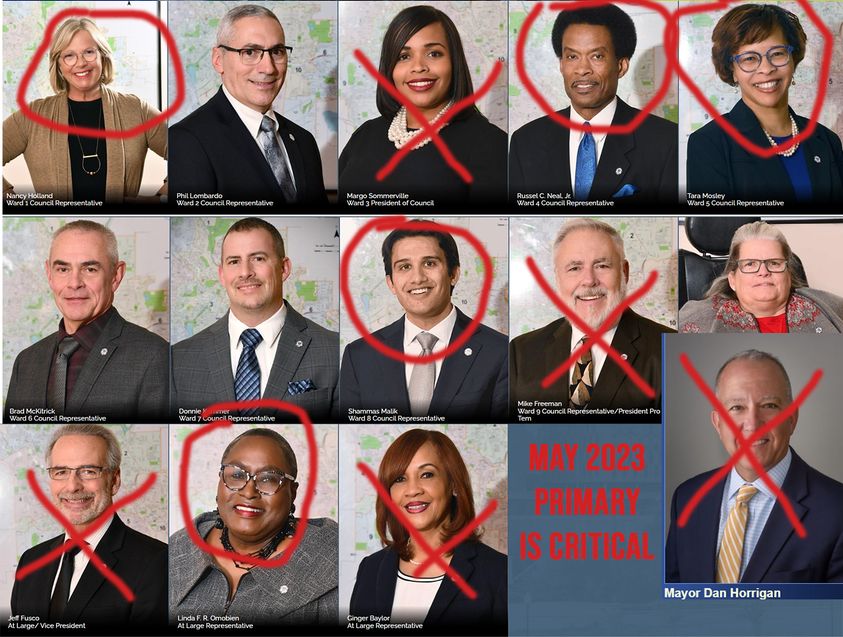 Nancy Holland
Ward 1 Council Representative
Phil Lombardo
Ward 2 Council Representative
Margo Sommerville
Ward 3 President of Council
Russel C. Neal, Jr.
Ward 4 Council Representative
Tara Mosley
Ward 5 Council Representative
Brad McKitrick
Ward 6 Council Representative
Donnie
Ward 7 Council Representative
Shammas Malik
Ward 8 Council Representative
Mike Freeman
Ward 9 Council Representative/President Pro
Tem
MAY 2023
PRIMARY
IS CRITICAL
Mayor Dan Horrigan
Jeff Fusco
At Large/ Vice President
Linda F. R. Omobien
At Large Representative
Ginger Baylor
At Large Representative